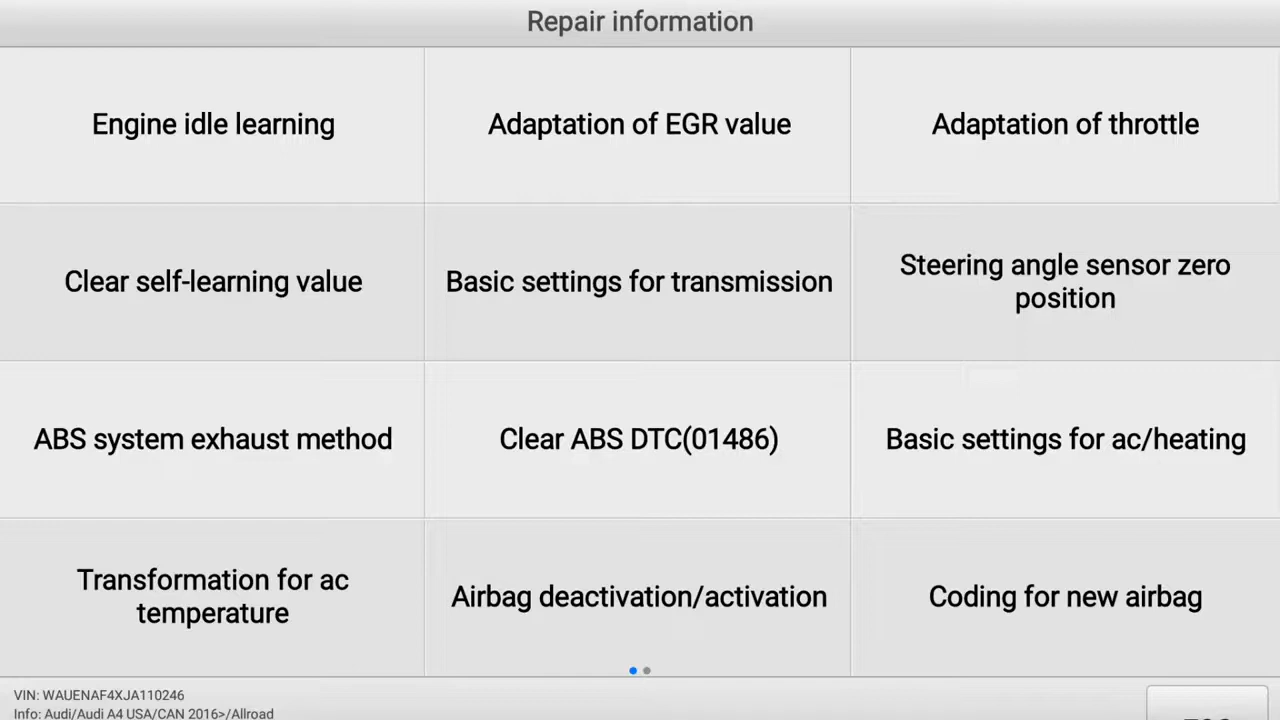 Repair information
Engine idle learning
Adaptation of EGR value
Adaptation of throttle
Clear self-learning value
Basic settings for transmission
Steering angle sensor zero
position
ABS system exhaust method
Clear ABS DTC(01486)
Basic settings for ac/heating
Transformation for ac
temperature
Airbag deactivation/activation
Coding for new airbag
VIN: WAUENAF4XJA110246
Info: Audi/Audi A4 USA/CAN 2016>/Allroad